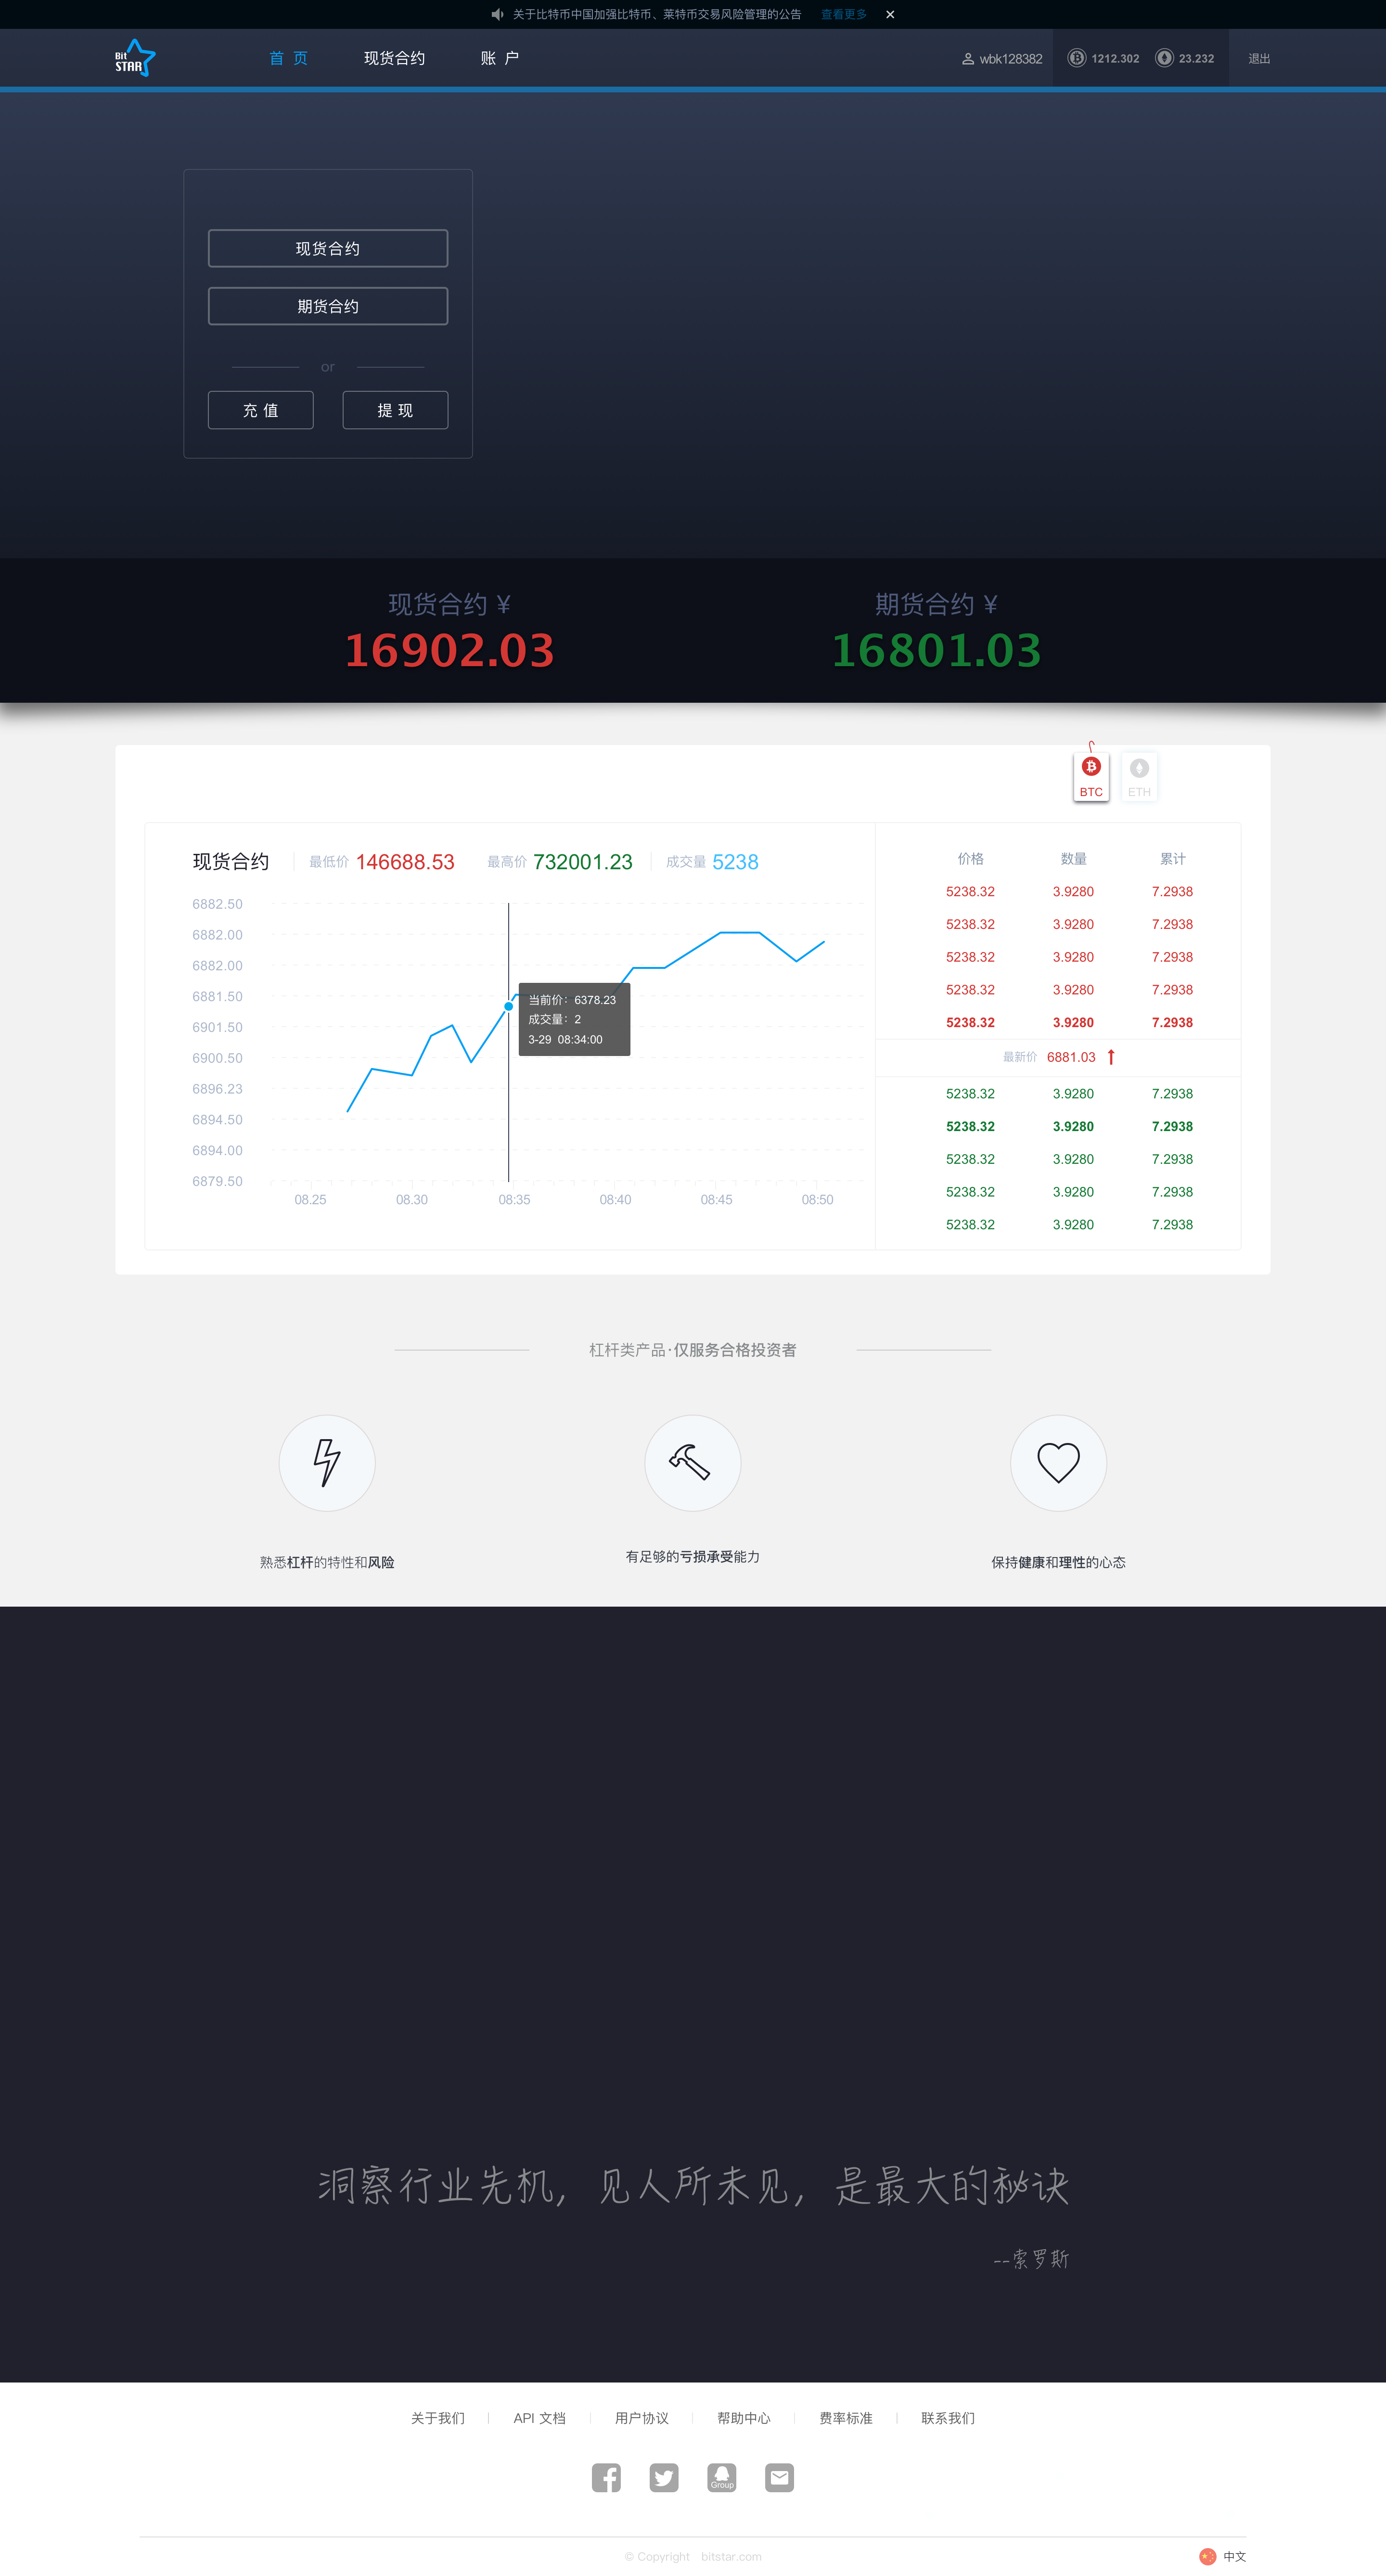 关于比特币中国加强比特币、莱特币交易风险管理的公告 查看更多
Bit
STAR
首 页 现货合约 账 户 wbk128382 1212.302 23.232 退出
现货合约
期货合约
or
充 值 提 现
现货合约 ¥ 期货合约 ¥
16902.03 16801.03
BTC ETH
现货合约 最低价 146688.53 最高价 732001.23 成交量 5238
6882.50
6882.00
6882.00
6881.50
6901.50
6900.50
6896.23
6894.50
6894.00
6879.50
08.25 08.30 08:35 08:40 08:45 08:50
当前价：6378.23
成交量：2
3-29 08:34:00
价格 数量 累计
5238.32 3.9280 7.2938
5238.32 3.9280 7.2938
5238.32 3.9280 7.2938
5238.32 3.9280 7.2938
5238.32 3.9280 7.2938
最新价 6881.03
5238.32 3.9280 7.2938
5238.32 3.9280 7.2938
5238.32 3.9280 7.2938
5238.32 3.9280 7.2938
5238.32 3.9280 7.2938
杠杆类产品·仅服务合格投资者
熟悉杠杆的特性和风险
有足够的亏损承受能力
保持健康和理性的心态
洞察行业先机，见人所未见，是最大的秘诀
--索罗斯
关于我们 API 文档 用户协议 帮助中心 费率标准 联系我们
Group
© Copyright bitstar.com
中文